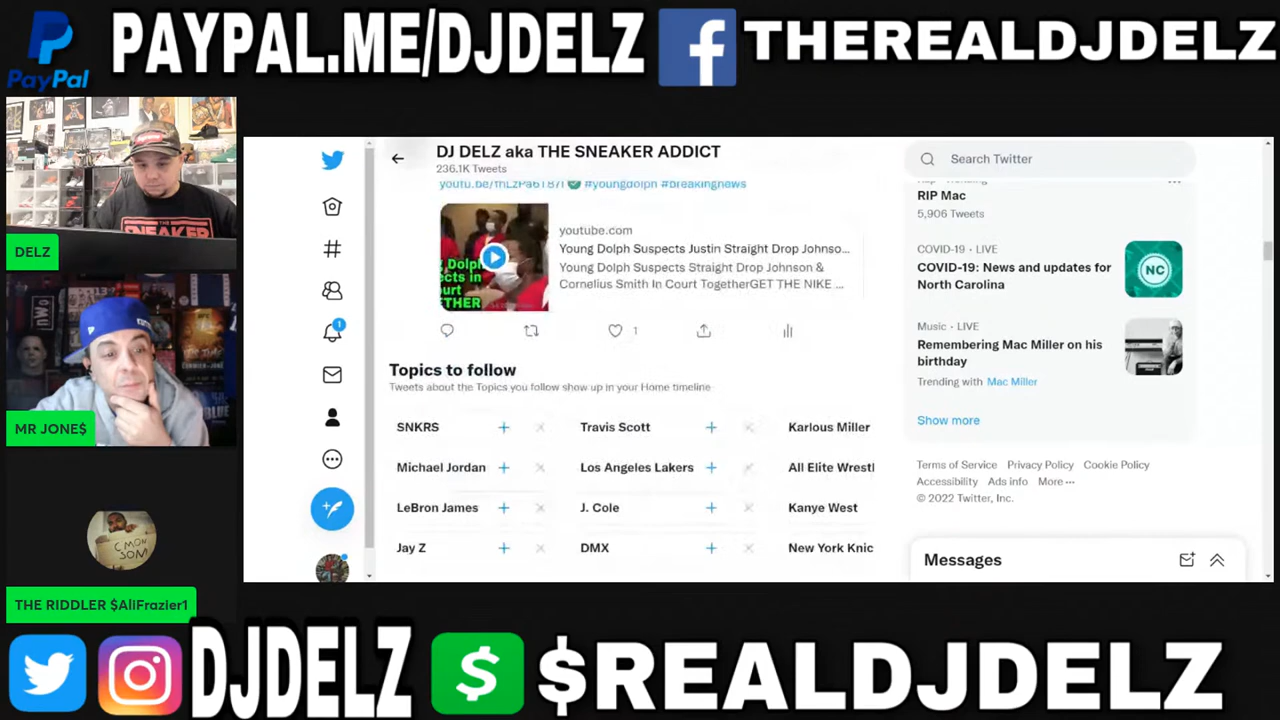 PayPal
PAYPAL.ME/DJDELZ
THEREALDJDELZ
DELZ
MR JONE$
C'MON
SON!
THE RIDDLER $AliFrazier1
DJ DELZ aka THE SNEAKER ADDICT
236.1K Tweets
#youngdolph #breakingnews
youtube.com
Young Dolph Suspects Justin Straight Drop Johnso...
Young Dolph Suspects Straight Drop Johnson &
Cornelius Smith In Court TogetherGET THE NIKE ...
1
1
Topics to follow
Tweets about the Topics you follow show up in your Home timeline
SNKRS
Travis Scott
Karlous Miller
Michael Jordan
Los Angeles Lakers
All Elite Wrestl
LeBron James
J. Cole
Kanye West
Jay Z
DMX
New York Knic
Search Twitter
RIP Mac
5,906 Tweets
COVID-19 · LIVE
COVID-19: News and updates for
North Carolina
NC
Music · LIVE
Remembering Mac Miller on his
birthday
Trending with Mac Miller
Show more
Terms of Service Privacy Policy Cookie Policy
Accessibility Ads info More ···
© 2022 Twitter, Inc.
Messages
DJDELZ
$
$REALDJDELZ